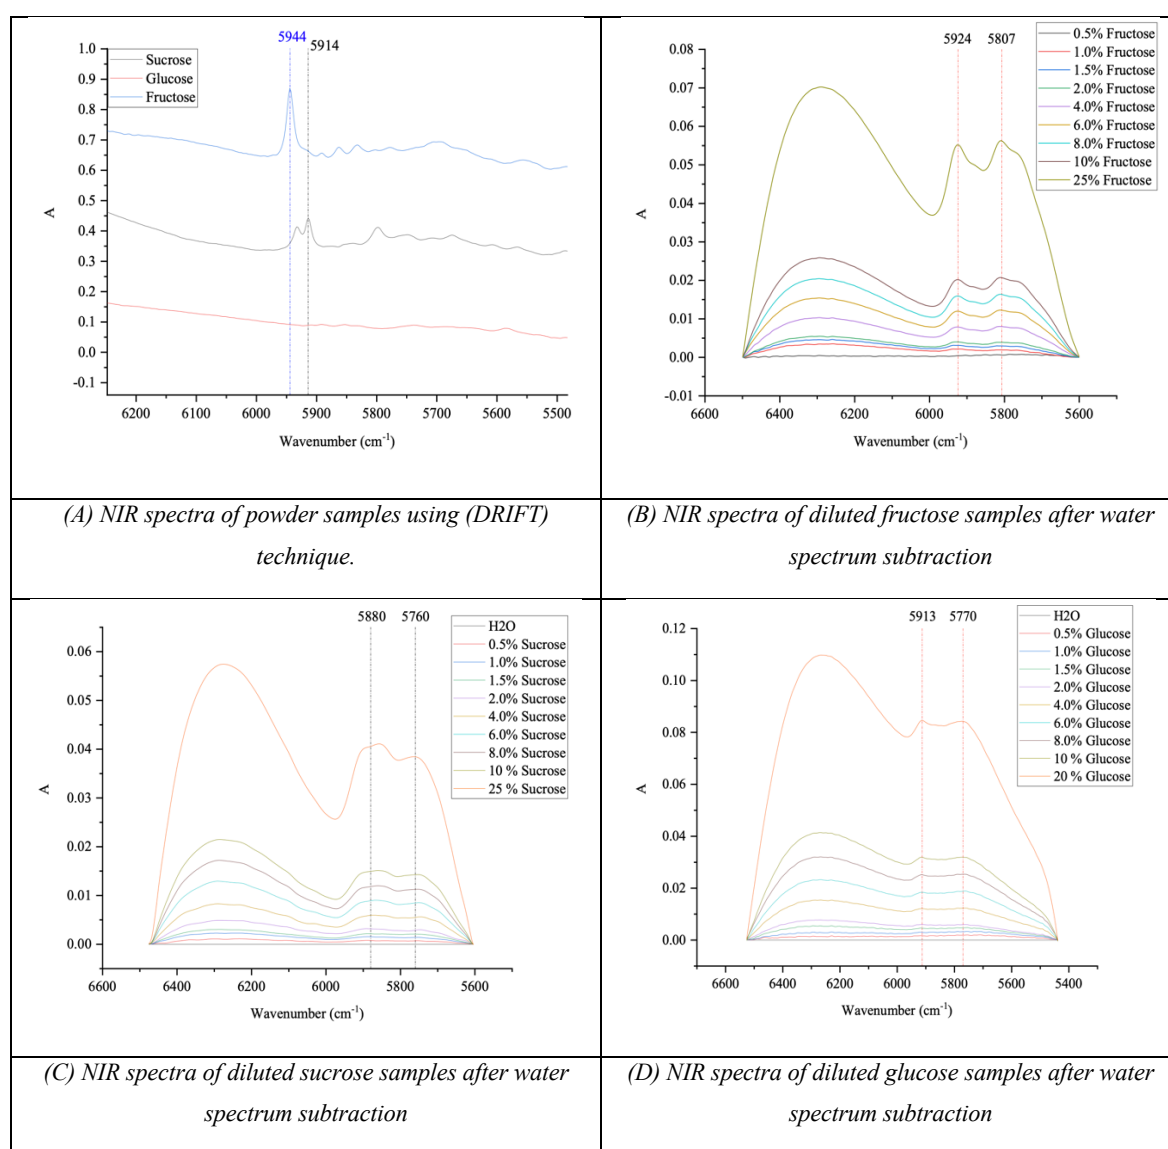 5944
5914
Sucrose
Glucose
Fructose
1.0
0.9
0.8
0.7
0.6
0.5
0.4
0.3
0.2
0.1
0.0
-0.1
A
6200 6100 6000 5900 5800 5700 5600 5500
Wavenumber (cm⁻¹)
(A) NIR spectra of powder samples using (DRIFT)
technique.
5924 5807
0.5% Fructose
1.0% Fructose
1.5% Fructose
2.0% Fructose
4.0% Fructose
6.0% Fructose
8.0% Fructose
10% Fructose
25% Fructose
0.08
0.07
0.06
0.05
0.04
0.03
0.02
0.01
0.00
-0.01
A
6600 6400 6200 6000 5800 5600
Wavenumber (cm⁻¹)
(B) NIR spectra of diluted fructose samples after water
spectrum subtraction
5880 5760
H2O
0.5% Sucrose
1.0% Sucrose
1.5% Sucrose
2.0% Sucrose
4.0% Sucrose
6.0% Sucrose
8.0% Sucrose
10 % Sucrose
25 % Sucrose
0.06
0.05
0.04
0.03
0.02
0.01
0.00
A
6600 6400 6200 6000 5800 5600
Wavenumber (cm⁻¹)
(C) NIR spectra of diluted sucrose samples after water
spectrum subtraction
5913 5770
H2O
0.5% Glucose
1.0% Glucose
1.5% Glucose
2.0% Glucose
4.0% Glucose
6.0% Glucose
8.0% Glucose
10 % Glucose
20 % Glucose
0.12
0.10
0.08
0.06
0.04
0.02
0.00
A
6600 6400 6200 6000 5800 5600 5400
Wavenumber (cm⁻¹)
(D) NIR spectra of diluted glucose samples after water
spectrum subtraction